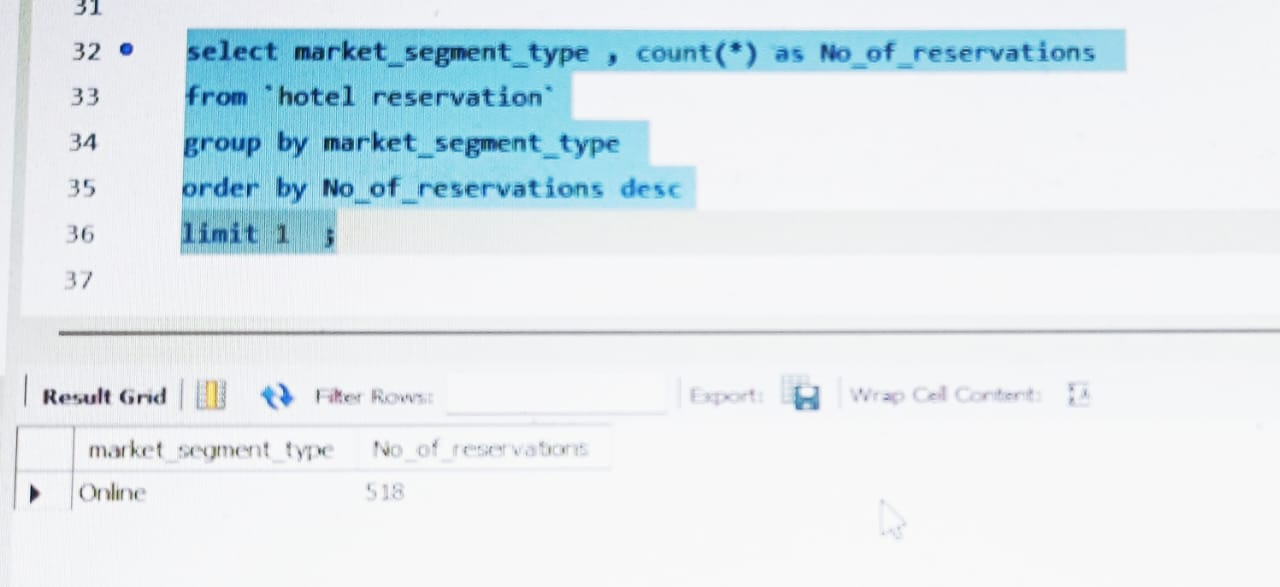 31
32 select market_segment_type , count(*) as No_of_reservations
33 from `hotel reservation`
34 group by market_segment_type
35 order by No_of_reservations desc
36 limit 1 ;
37
Result Grid Filter Rows: Export: Wrap Cell Content: IA
market_segment_type No_of_reservations
Online 518